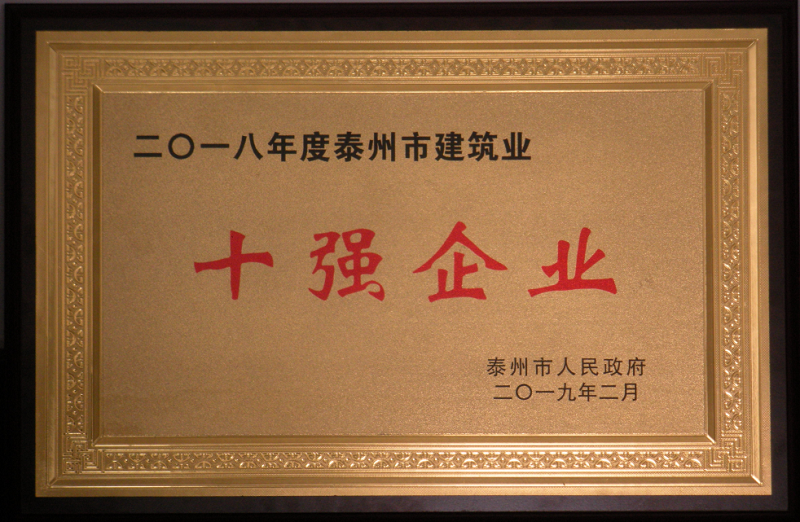 二〇一八年度泰州市建筑业
十强企业
泰州市人民政府
二〇一九年二月